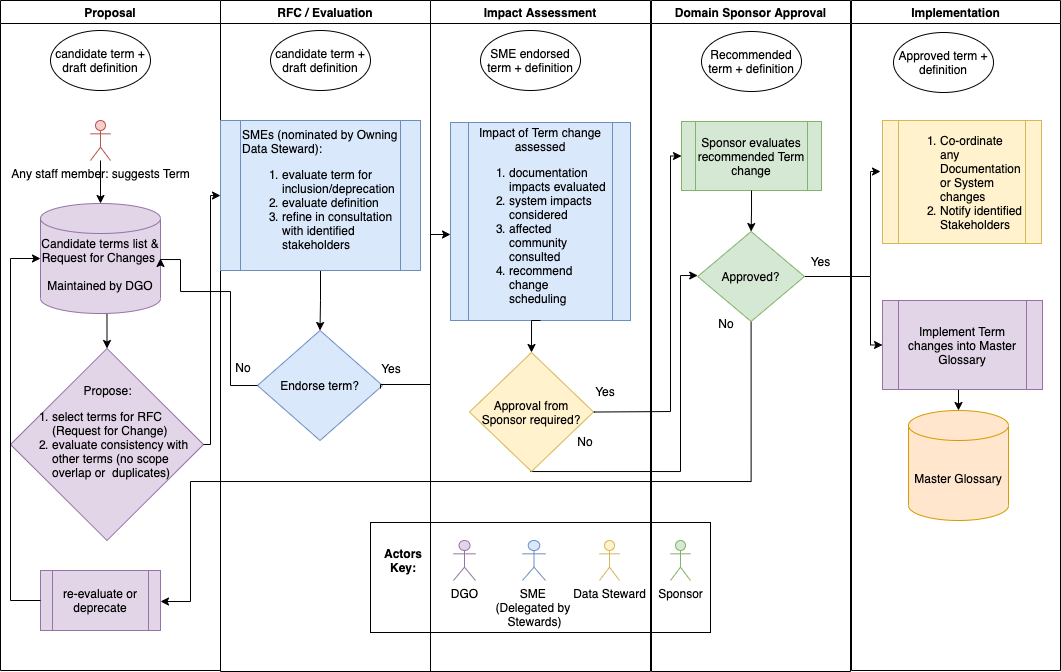 Proposal
RFC / Evaluation
Impact Assessment
Domain Sponsor Approval
Implementation
candidate term +
draft definition
candidate term +
draft definition
SME endorsed
term + definition
Recommended
term + definition
Approved term +
definition
Any staff member: suggests Term
Candidate terms list &
Request for Changes
Maintained by DGO
Propose:
1. select terms for RFC
(Request for Change)
2. evaluate consistency with
other terms (no scope
overlap or duplicates)
re-evaluate or
deprecate
SMEs (nominated by Owning
Data Steward):
1. evaluate term for
inclusion/deprecation
2. evaluate definition
3. refine in consultation
with identified
stakeholders
Endorse term?
No
Yes
Impact of Term change
assessed
1. documentation
impacts evaluated
2. system impacts
considered
3. affected
community
consulted
4. recommend
change
scheduling
Approval from
Sponsor required?
Yes
No
Sponsor evaluates
recommended Term
change
Approved?
Yes
No
1. Co-ordinate
any
Documentation
or System
changes
2. Notify identified
Stakeholders
Implement Term
changes into Master
Glossary
Master Glossary
Actors
Key:
DGO
SME
(Delegated by
Stewards)
Data Steward
Sponsor